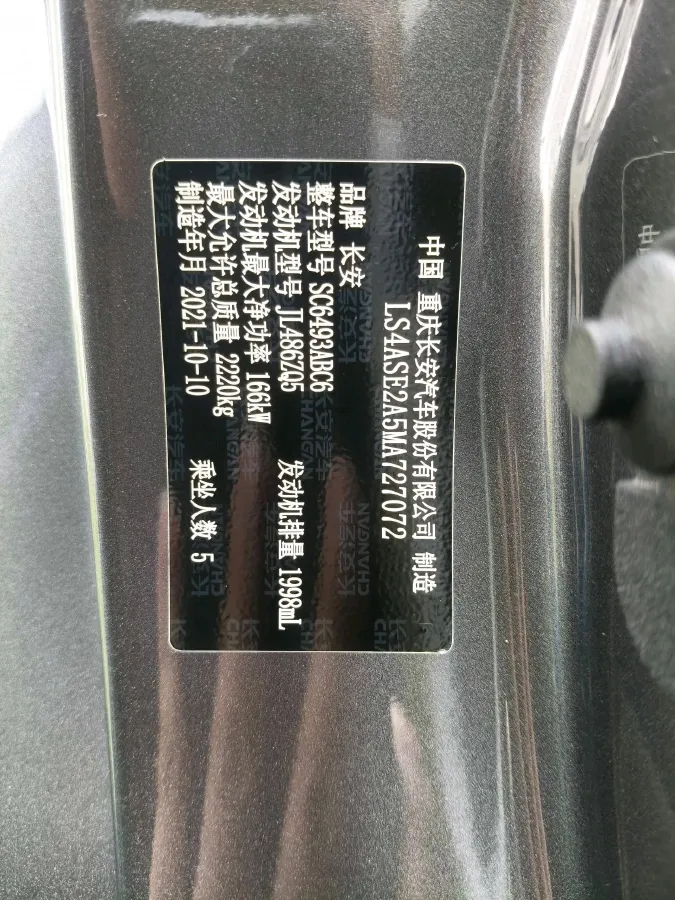 中国 重庆长安汽车股份有限公司 制造
LS4ASE2A5MA727072
品牌 长安
整车型号 SC6493ABC6
发动机型号 JL486ZQ5 发动机排量 1998mL
发动机最大净功率 166kW
最大允许总质量 2220kg
制造年月 2021-10-10 乘坐人数 5